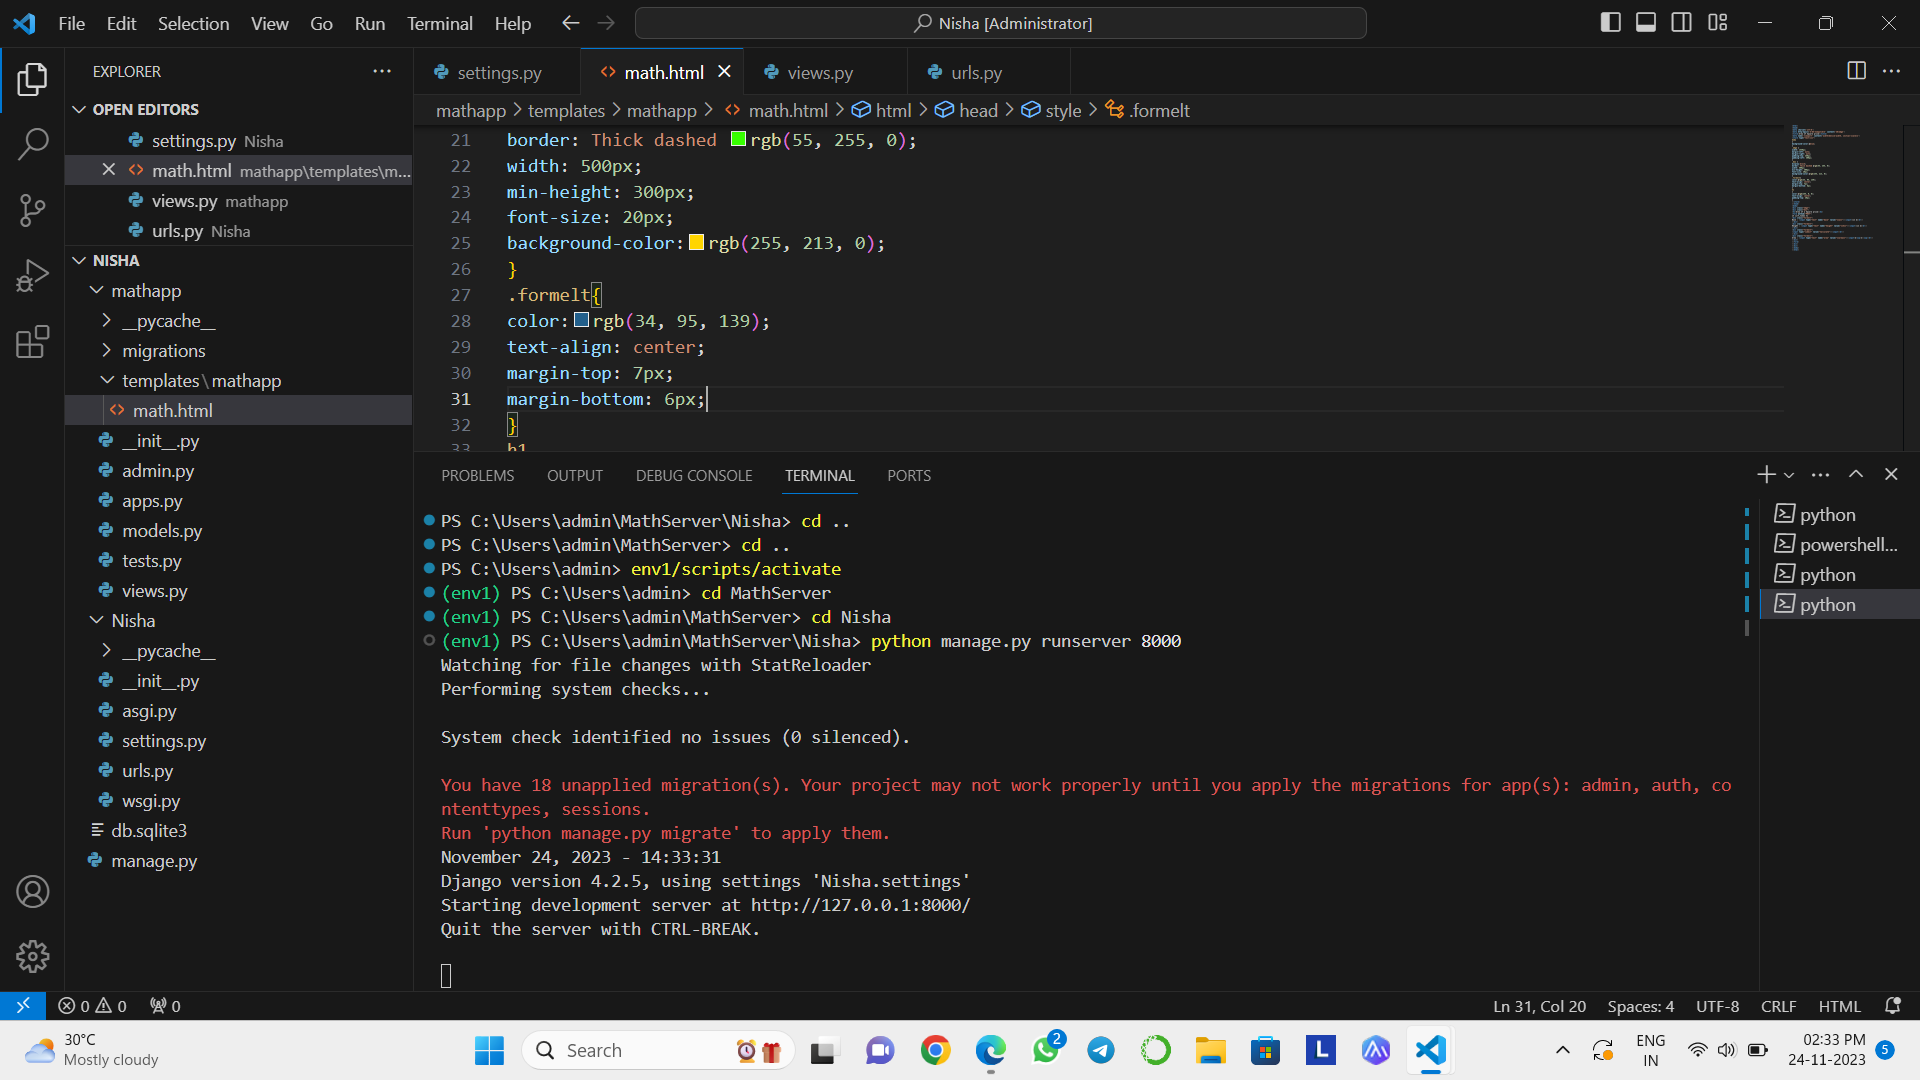 File Edit Selection View Go Run Terminal Help
Nisha [Administrator]
EXPLORER
OPEN EDITORS
settings.py Nisha
math.html mathapp\templates\m...
views.py mathapp
urls.py Nisha
NISHA
mathapp
__pycache__
migrations
templates\mathapp
math.html
__init__.py
admin.py
apps.py
models.py
tests.py
views.py
Nisha
__pycache__
__init__.py
asgi.py
settings.py
urls.py
wsgi.py
db.sqlite3
manage.py
settings.py
math.html
views.py
urls.py
mathapp > templates > mathapp > math.html > html > head > style > .formelt
21 border: Thick dashed rgb(55, 255, 0);
22 width: 500px;
23 min-height: 300px;
24 font-size: 20px;
25 background-color: rgb(255, 213, 0);
26 }
27 .formelt{
28 color: rgb(34, 95, 139);
29 text-align: center;
30 margin-top: 7px;
31 margin-bottom: 6px;
32 }
33 h1
PROBLEMS OUTPUT DEBUG CONSOLE TERMINAL PORTS
PS C:\Users\admin\MathServer\Nisha> cd ..
PS C:\Users\admin\MathServer> cd ..
PS C:\Users\admin> env1/scripts/activate
(env1) PS C:\Users\admin> cd MathServer
(env1) PS C:\Users\admin\MathServer> cd Nisha
(env1) PS C:\Users\admin\MathServer\Nisha> python manage.py runserver 8000
Watching for file changes with StatReloader
Performing system checks...
System check identified no issues (0 silenced).
You have 18 unapplied migration(s). Your project may not work properly until you apply the migrations for app(s): admin, auth, co
ntenttypes, sessions.
Run 'python manage.py migrate' to apply them.
November 24, 2023 - 14:33:31
Django version 4.2.5, using settings 'Nisha.settings'
Starting development server at http://127.0.0.1:8000/
Quit the server with CTRL-BREAK.
python
powershell...
python
python
0 0 0
Ln 31, Col 20 Spaces: 4 UTF-8 CRLF HTML
30°C
Mostly cloudy
Search
2
L
ENG
IN
02:33 PM
24-11-2023
5